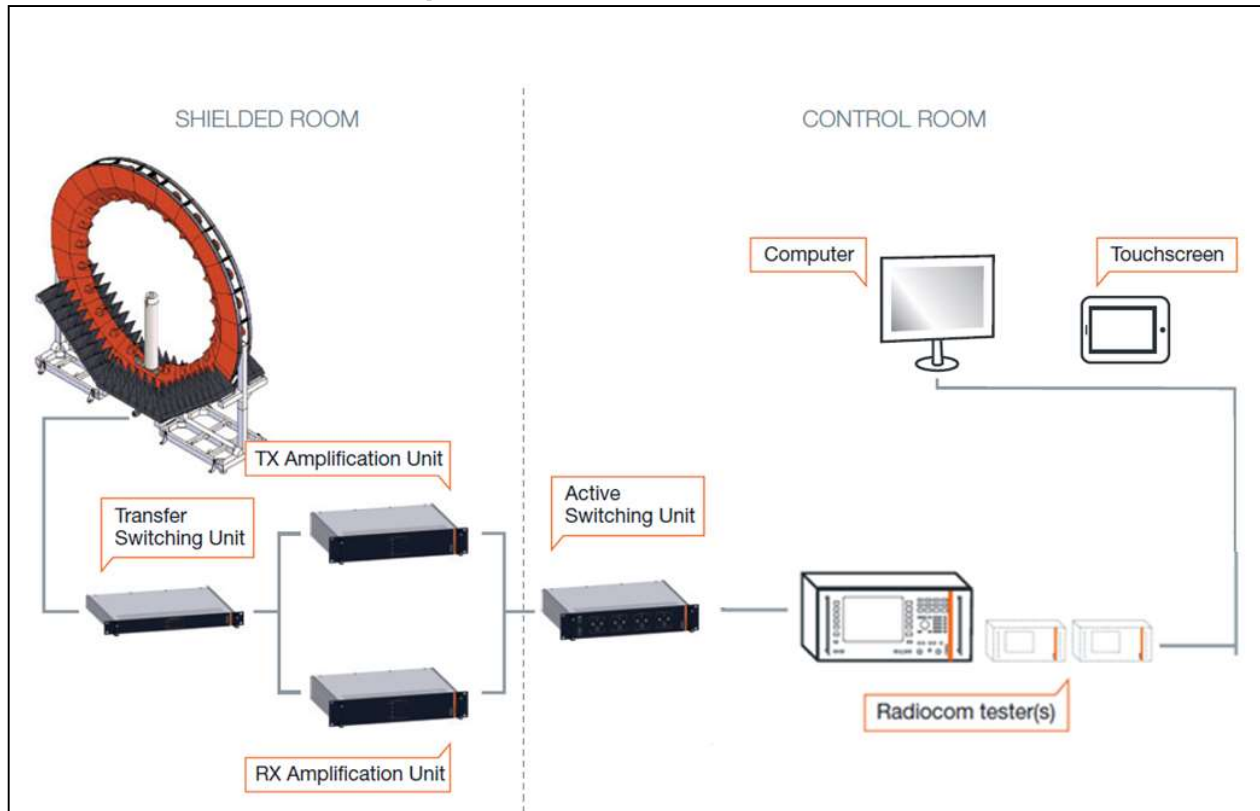 SHIELDED ROOM
CONTROL ROOM
Computer
Touchscreen
TX Amplification Unit
Transfer
Switching Unit
Active
Switching Unit
Radiocom tester(s)
RX Amplification Unit